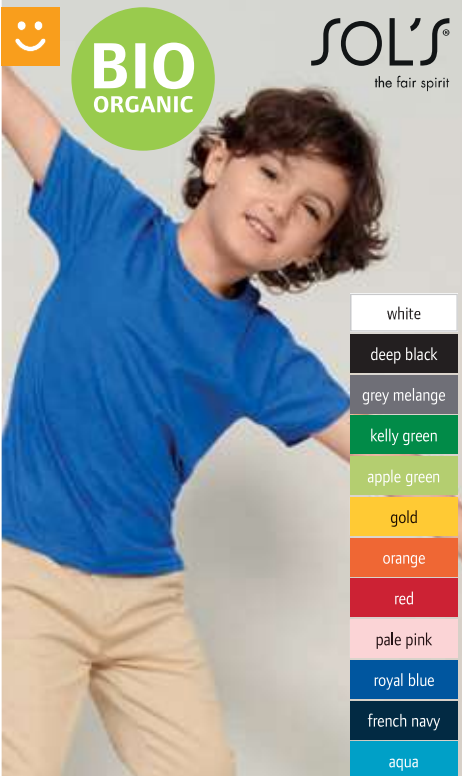 BIO
ORGANIC
SOL'S®
the fair spirit
white
deep black
grey melange
kelly green
apple green
gold
orange
red
pale pink
royal blue
french navy
aqua